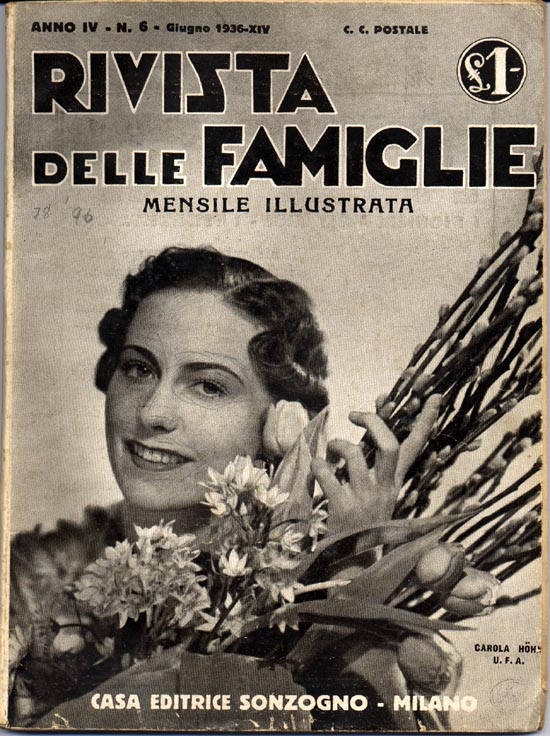 ANNO IV - N. 6 - Giugno 1936-XIV
C. C. POSTALE
£1-
RIVISTA
DELLE FAMIGLIE
MENSILE ILLUSTRATA
CAROLA HÖHN
U. F. A.
CASA EDITRICE SONZOGNO - MILANO